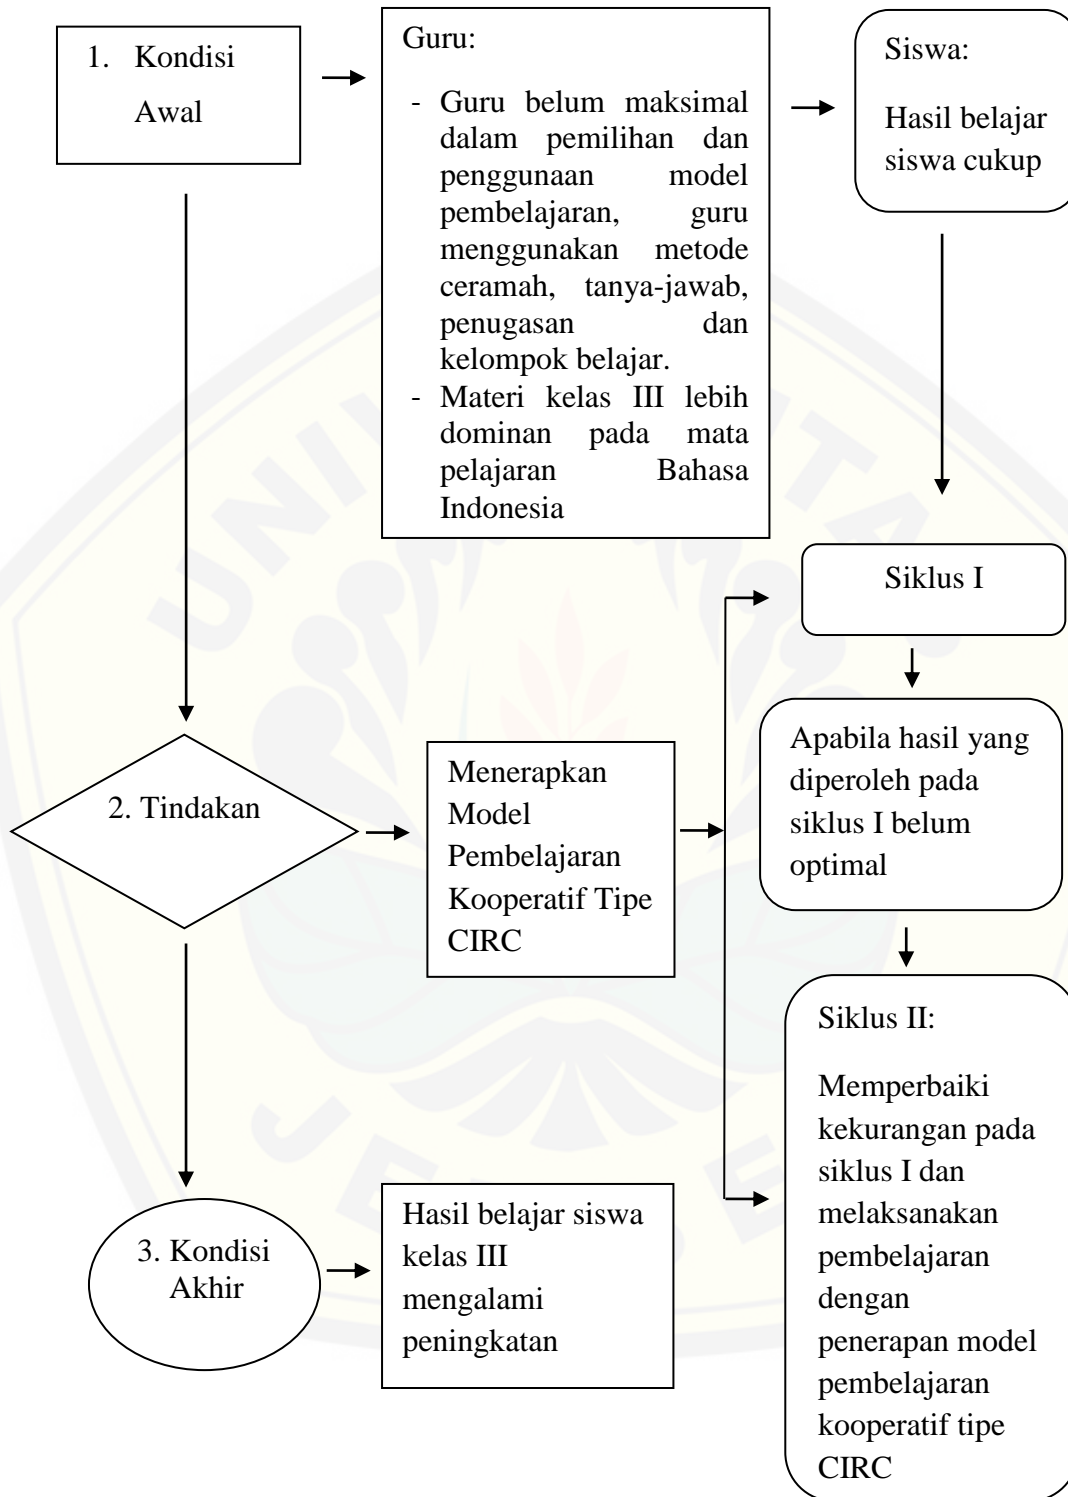 1. Kondisi
Awal
Guru:
- Guru belum maksimal
dalam pemilihan dan
penggunaan model
pembelajaran, guru
menggunakan metode
ceramah, tanya-jawab,
penugasan dan
kelompok belajar.
- Materi kelas III lebih
dominan pada mata
pelajaran Bahasa
Indonesia
Siswa:
Hasil belajar
siswa cukup
Siklus I
Apabila hasil yang
diperoleh pada
siklus I belum
optimal
2. Tindakan
Menerapkan
Model
Pembelajaran
Kooperatif Tipe
CIRC
Siklus II:
Memperbaiki
kekurangan pada
siklus I dan
melaksanakan
pembelajaran
dengan
penerapan model
pembelajaran
kooperatif tipe
CIRC
3. Kondisi
Akhir
Hasil belajar siswa
kelas III
mengalami
peningkatan